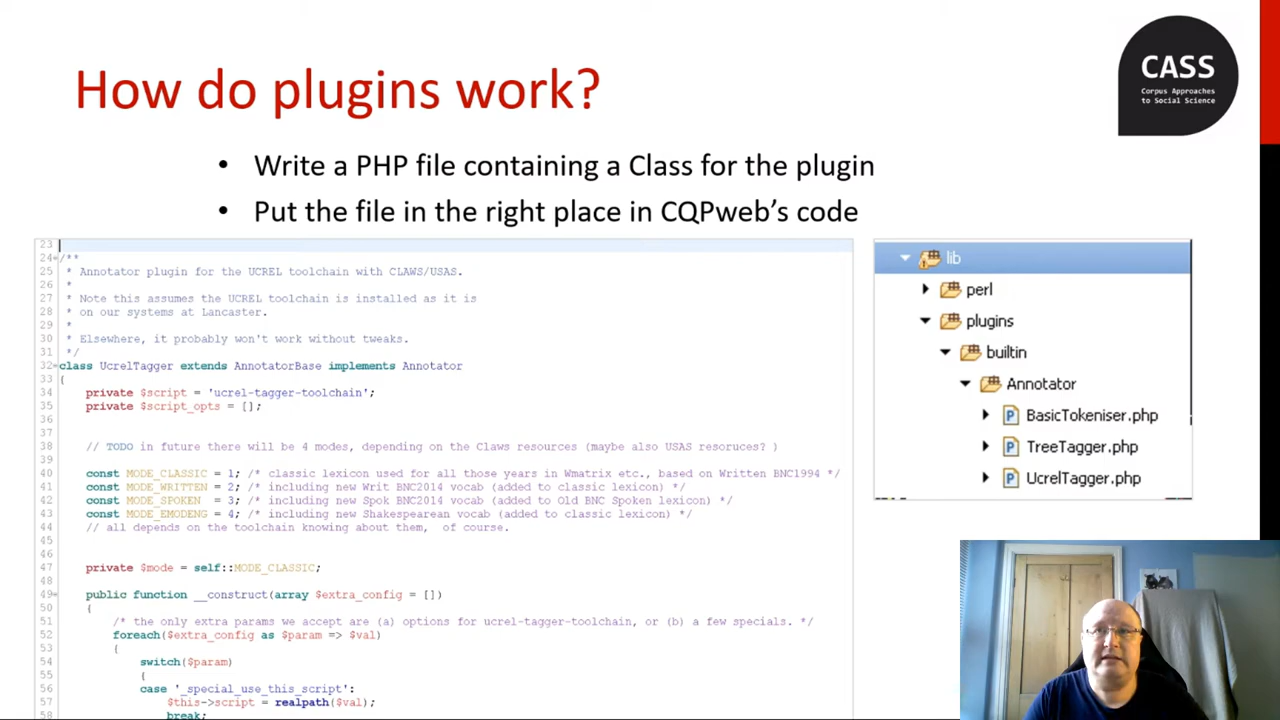 How do plugins work?
CASS
Corpus Approaches
to Social Science
• Write a PHP file containing a Class for the plugin
• Put the file in the right place in CQPweb's code
23
24 /**
25 * Annotator plugin for the UCREL toolchain with CLAWS/USAS.
26 *
27 * Note this assumes the UCREL toolchain is installed as it is
28 * on our systems at Lancaster.
29 *
30 * Elsewhere, it probably won't work without tweaks.
31 */
32 class UcrelTagger extends AnnotatorBase implements Annotator
33 {
34 private $script = 'ucrel-tagger-toolchain';
35 private $script_opts = [];
36
37
38 // TODO in future there will be 4 modes, depending on the Claws resources (maybe also USAS resoruces? )
39
40 const MODE_CLASSIC = 1; /* classic lexicon used for all those years in Wmatrix etc., based on Written BNC1994 */
41 const MODE_WRITTEN = 2; /* including new Writ BNC2014 vocab (added to classic lexicon) */
42 const MODE_SPOKEN = 3; /* including new Spok BNC2014 vocab (added to Old BNC Spoken lexicon) */
43 const MODE_EMODENG = 4; /* including new Shakespearean vocab (added to classic lexicon) */
44 // all depends on the toolchain knowing about them, of course.
45
46
47 private $mode = self::MODE_CLASSIC;
48
49 public function __construct(array $extra_config = [])
50 {
51 /* the only extra params we accept are (a) options for ucrel-tagger-toolchain, or (b) a few specials. */
52 foreach($extra_config as $param => $val)
53 {
54 switch($param)
55 {
56 case '_special_use_this_script':
57 $this->script = realpath($val);
58 break;
lib
perl
plugins
builtin
Annotator
BasicTokeniser.php
TreeTagger.php
UcrelTagger.php